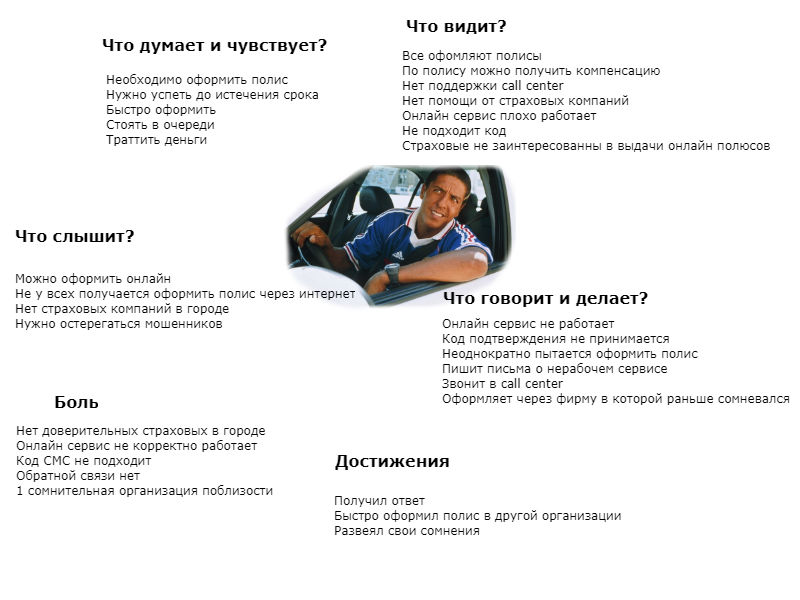 Что думает и чувствует?
Необходимо оформить полис
Нужно успеть до истечения срока
Быстро оформить
Стоять в очереди
Траттить деньги
Что видит?
Все офомляют полисы
По полису можно получить компенсацию
Нет поддержки call center
Нет помощи от страховых компаний
Онлайн сервис плохо работает
Не подходит код
Страховые не заинтересованны в выдачи онлайн полюсов
Что слышит?
Можно оформить онлайн
Не у всех получается оформить полис через интернет
Нет страховых компаний в городе
Нужно остерегаться мошенников
Что говорит и делает?
Онлайн сервис не работает
Код подтверждения не принимается
Неоднократно пытается оформить полис
Пишит письма о нерабочем сервисе
Звонит в call center
Оформляет через фирму в которой раньше сомневался
Боль
Нет доверительных страховых в городе
Онлайн сервис не корректно работает
Код СМС не подходит
Обратной связи нет
1 сомнительная организация поблизости
Достижения
Получил ответ
Быстро оформил полис в другой организации
Развеял свои сомнения